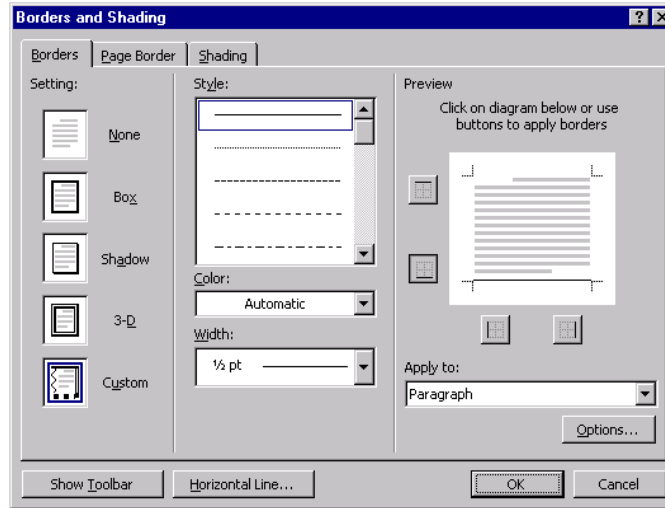 Borders and Shading
Borders
Page Border
Shading
Setting:
None
Box
Shadow
3-D
Custom
Style:
Color:
Automatic
Width:
½ pt
Preview
Click on diagram below or use
buttons to apply borders
Apply to:
Paragraph
Options...
Show Toolbar
Horizontal Line...
OK
Cancel